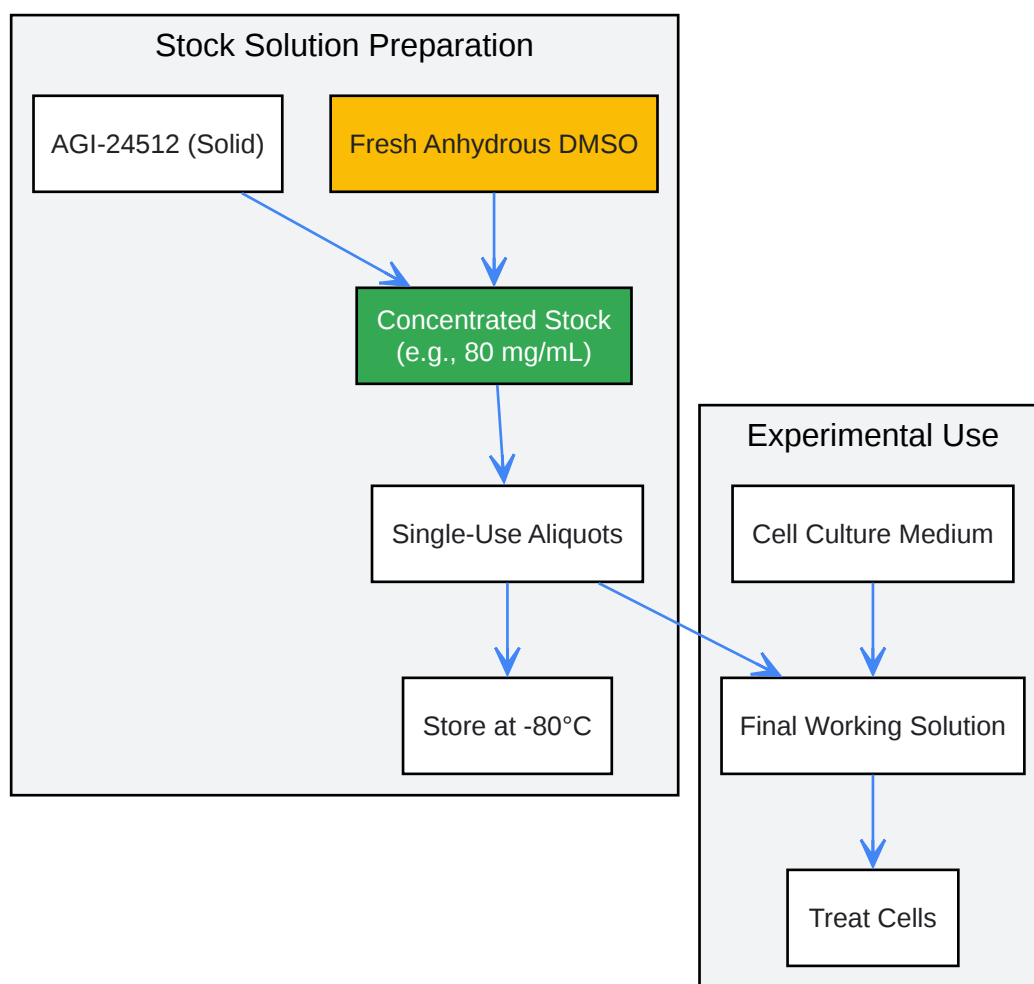 Stock Solution Preparation
AGI-24512 (Solid)
Fresh Anhydrous DMSO
Concentrated Stock
(e.g., 80 mg/mL)
Single-Use Aliquots
Store at -80°C
Experimental Use
Cell Culture Medium
Final Working Solution
Treat Cells